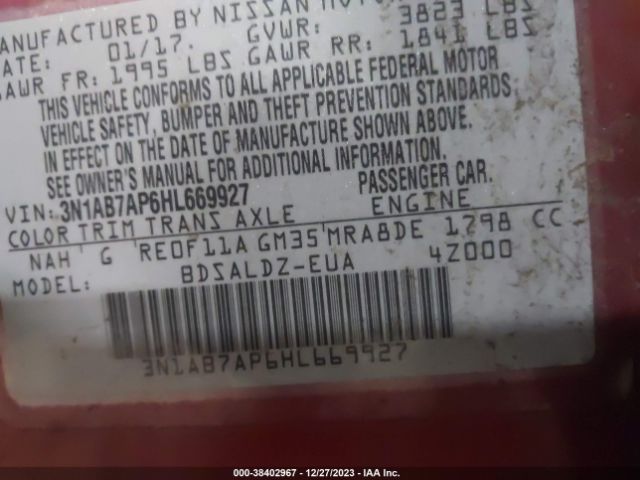 MANUFACTURED BY NISSAN
DATE: 01/17. GVWR: 3823 LBS
GAWR FR: 1995 LBS GAWR RR: 1841 LBS
THIS VEHICLE CONFORMS TO ALL APPLICABLE FEDERAL MOTOR
VEHICLE SAFETY, BUMPER AND THEFT PREVENTION STANDARDS
IN EFFECT ON THE DATE OF MANUFACTURE SHOWN ABOVE.
SEE OWNER'S MANUAL FOR ADDITIONAL INFORMATION.
VIN: 3N1AB7AP6HL669927 PASSENGER CAR.
COLOR TRIM TRANS AXLE ENGINE
NAH G RE0F11A GM35 MRA8DE 1798 CC
MODEL: BDSALDZ-EUA 4Z000
3N1AB7AP6HL669927
000-38402967 - 12/27/2023 - IAA Inc.